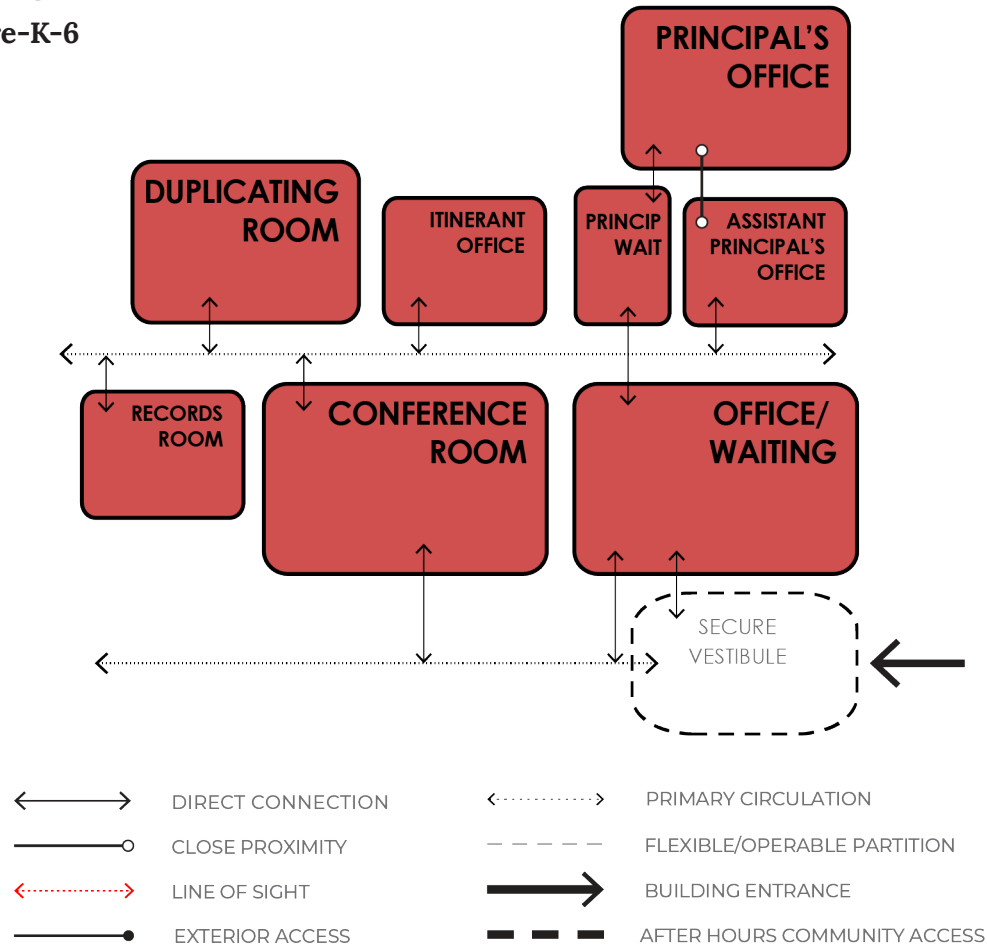 e-K-6
PRINCIPAL'S
OFFICE
DUPLICATING
ROOM
ITINERANT
OFFICE
PRINCIP
WAIT
ASSISTANT
PRINCIPAL'S
OFFICE
RECORDS
ROOM
CONFERENCE
ROOM
OFFICE/
WAITING
SECURE
VESTIBULE
DIRECT CONNECTION
CLOSE PROXIMITY
LINE OF SIGHT
EXTERIOR ACCESS
PRIMARY CIRCULATION
FLEXIBLE/OPERABLE PARTITION
BUILDING ENTRANCE
AFTER HOURS COMMUNITY ACCESS